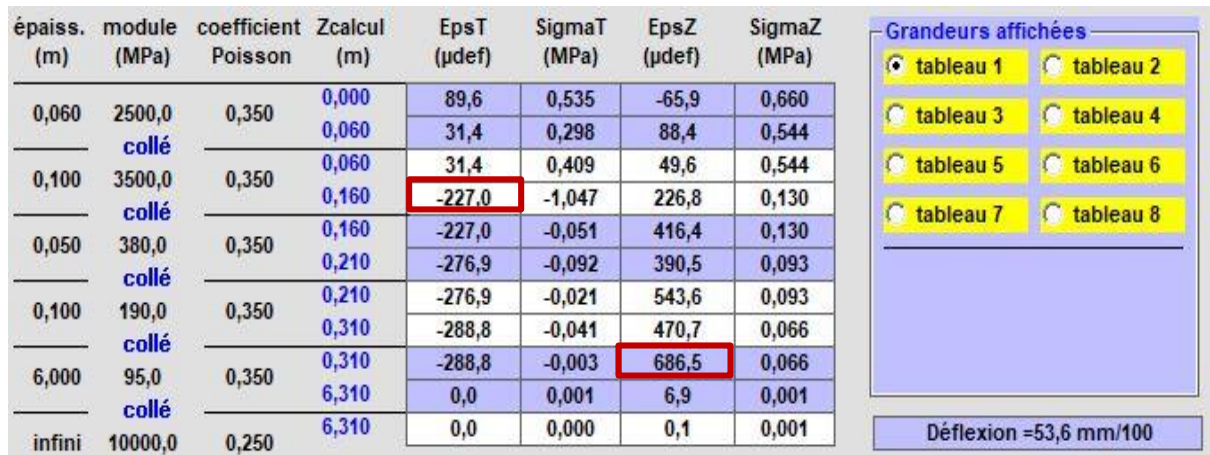 épaiss. module coefficient Zcalcul EpsT SigmaT EpsZ SigmaZ
(m) (MPa) Poisson (m) (µdef) (MPa) (µdef) (MPa)
0,060 2500,0 0,350 0,000 89,6 0,535 -65,9 0,660
collé 0,060 31,4 0,298 88,4 0,544
0,100 3500,0 0,350 0,060 31,4 0,409 49,6 0,544
collé 0,160 -227,0 -1,047 226,8 0,130
0,050 380,0 0,350 0,160 -227,0 -0,051 416,4 0,130
collé 0,210 -276,9 -0,092 390,5 0,093
0,100 190,0 0,350 0,210 -276,9 -0,021 543,6 0,093
collé 0,310 -288,8 -0,041 470,7 0,066
6,000 95,0 0,350 0,310 -288,8 -0,003 686,5 0,066
collé 6,310 0,0 0,001 6,9 0,001
infini 10000,0 0,250 6,310 0,0 0,000 0,1 0,001
Grandeurs affichées
tableau 1 tableau 2
tableau 3 tableau 4
tableau 5 tableau 6
tableau 7 tableau 8
Déflexion =53,6 mm/100